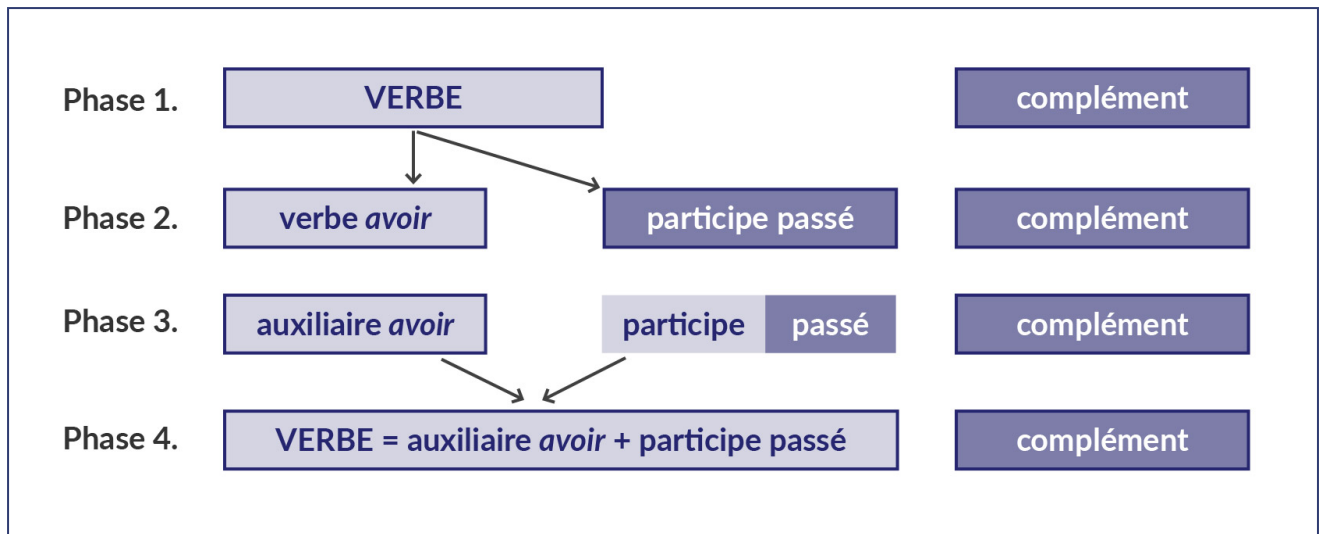 Phase 1. VERBE complément
Phase 2. verbe avoir participe passé complément
Phase 3. auxiliaire avoir participe passé complément
Phase 4. VERBE = auxiliaire avoir + participe passé complément